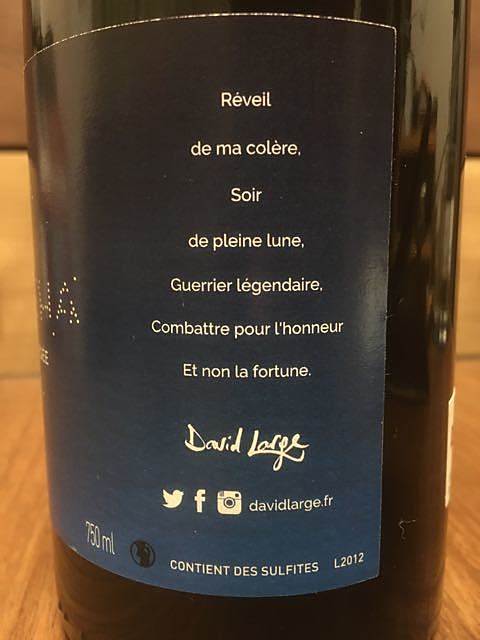 Réveil
de ma colère,
Soir
de pleine lune,
Guerrier légendaire,
Combattre pour l'honneur
Et non la fortune.
David Large
davidlarge.fr
750 ml
CONTIENT DES SULFITES L2012